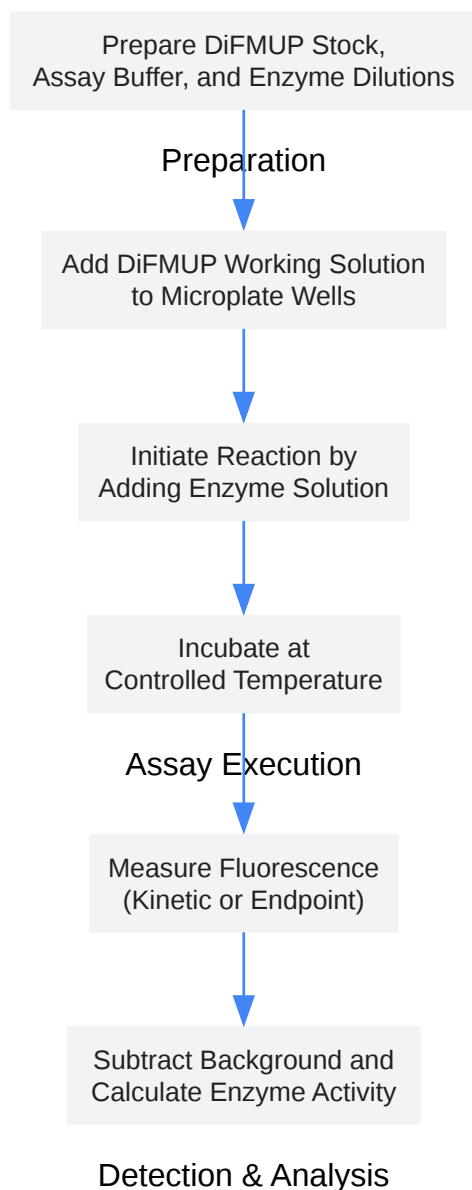 Prepare DiFMUP Stock,
Assay Buffer, and Enzyme Dilutions
Preparation
Add DiFMUP Working Solution
to Microplate Wells
Initiate Reaction by
Adding Enzyme Solution
Incubate at
Controlled Temperature
Assay Execution
Measure Fluorescence
(Kinetic or Endpoint)
Subtract Background and
Calculate Enzyme Activity
Detection & Analysis